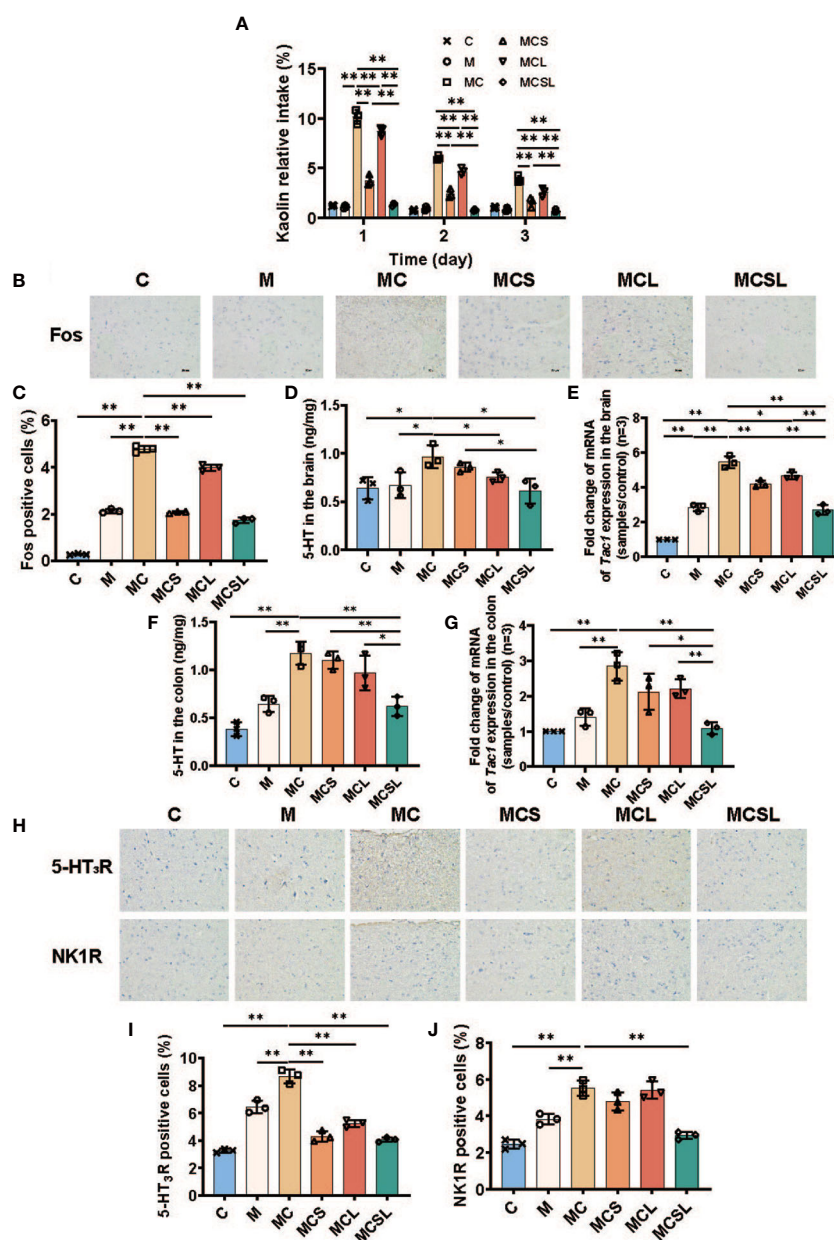 A
C
MCS
M
MCL
MC
MCSL
Kaolin relative intake (%)
15
10
5
0
**
** ** **
** **
**
** **
** **
**
** **
** **
1 2 3
Time (day)
B
C M MC MCS MCL MCSL
Fos
C
Fos positive cells (%)
6
4
2
0
**
** **
** **
C M MC MCS MCL MCSL
D
5-HT in the brain (ng/mg)
1.5
1.0
0.5
0.0
* *
* *
*
C M MC MCS MCL MCSL
E
Fold change of mRNA
of Tac1 expression in the brain
(samples/control) (n=3)
8
6
4
2
0
**
** * **
** ** ** **
C M MC MCS MCL MCSL
F
5-HT in the colon (ng/mg)
1.5
1.0
0.5
0.0
** **
** **
*
C M MC MCS MCL MCSL
G
Fold change of mRNA
of Tac1 expression in the colon
(samples/control) (n=3)
4
3
2
1
0
** **
** *
**
C M MC MCS MCL MCSL
H
C M MC MCS MCL MCSL
5-HT₃R
NK1R
I
5-HT₃R positive cells (%)
10
8
6
4
2
0
** **
**
** **
C M MC MCS MCL MCSL
J
NK1R positive cells (%)
8
6
4
2
0
** **
**
C M MC MCS MCL MCSL